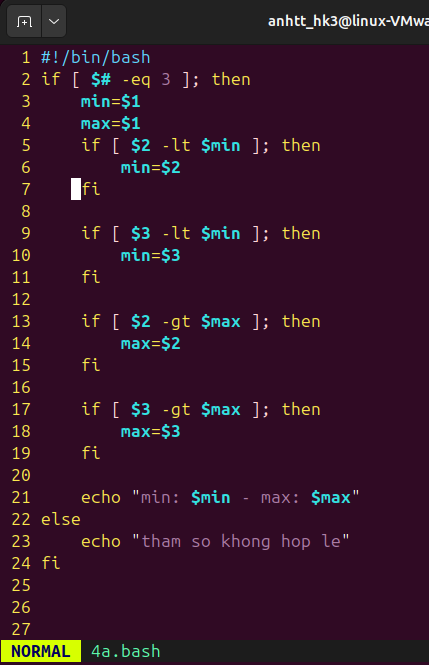 anhtt_hk3@linux-VMwa
1 #!/bin/bash
2 if [ $# -eq 3 ]; then
3     min=$1
4     max=$1
5     if [ $2 -lt $min ]; then
6         min=$2
7     fi
8
9     if [ $3 -lt $min ]; then
10         min=$3
11     fi
12
13     if [ $2 -gt $max ]; then
14         max=$2
15     fi
16
17     if [ $3 -gt $max ]; then
18         max=$3
19     fi
20
21     echo "min: $min - max: $max"
22 else
23     echo "tham so khong hop le"
24 fi
25
26
27
NORMAL 4a.bash